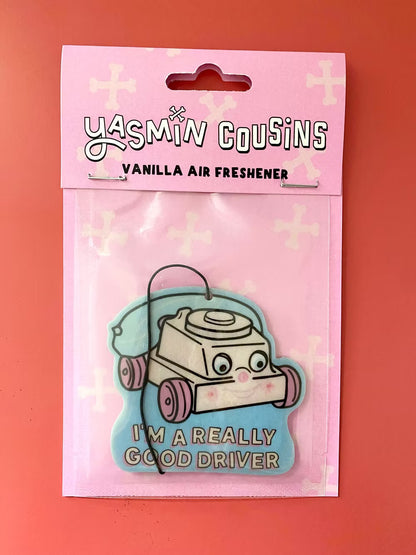 YASMIN COUSINS
VANILLA AIR FRESHENER
I'M A REALLY
GOOD DRIVER